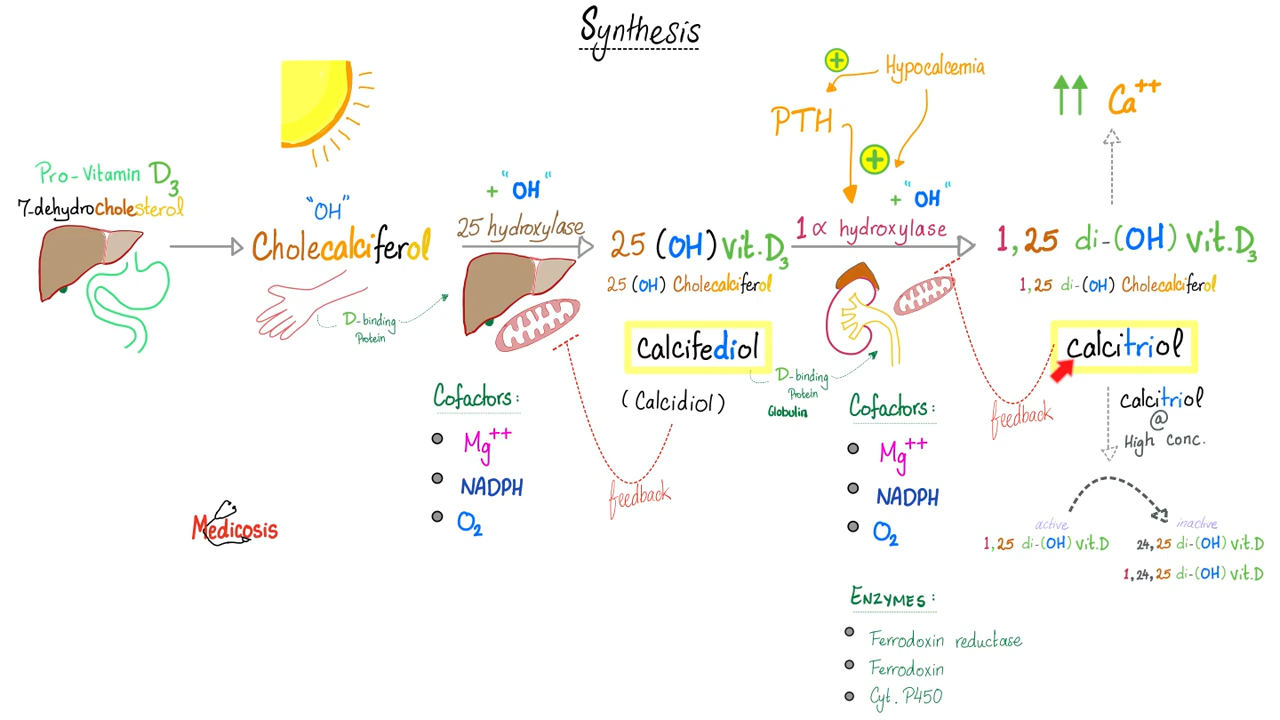 Synthesis
Hypocalcemia
PTH
Ca++
Pro-Vitamin D3
7-dehydrocholesterol
"OH"
Cholecalciferol
D-binding
Protein
+ "OH"
25 hydroxylase
25 (OH) vit.D3
25 (OH) Cholecalciferol
Calcifediol
(Calcidiol)
D-binding
Protein
Globulin
+ "OH"
1α hydroxylase
1,25 di-(OH) vit.D3
1,25 di-(OH) Cholecalciferol
calcitriol
calcitriol
@
High conc.
feedback
feedback
Cofactors:
Mg++
NADPH
O2
Cofactors:
Mg++
NADPH
O2
active
1,25 di-(OH) vit.D
inactive
24,25 di-(OH) vit.D
1,24,25 di-(OH) vit.D
Enzymes:
Ferrodoxin reductase
Ferrodoxin
Cyt. P450
Medicosis